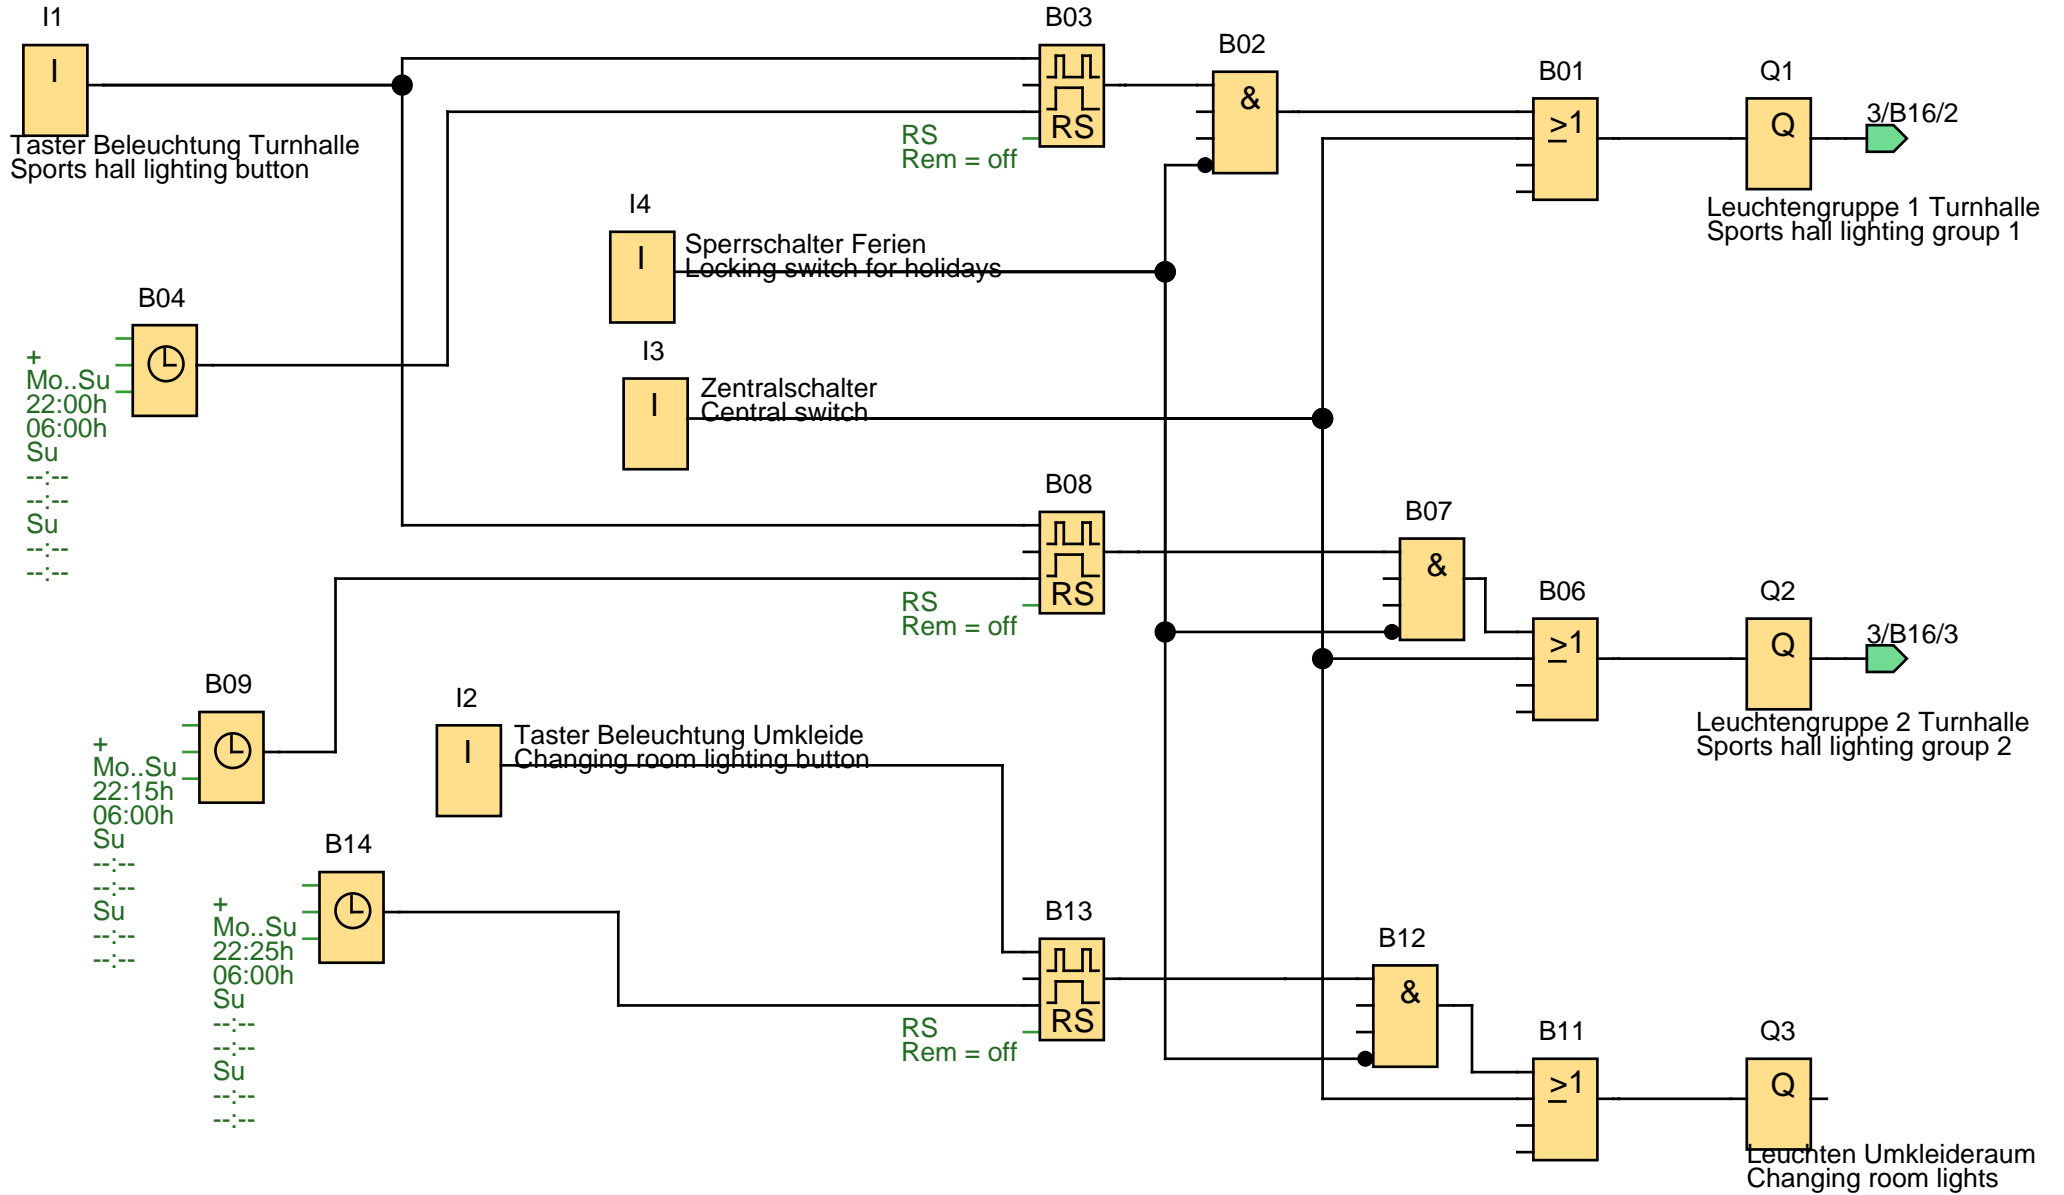 I1
I
Taster Beleuchtung Turnhalle
Sports hall lighting button
B03
RS
RS
Rem = off
B02
&
B01
≥1
Q1
Q
3/B16/2
Leuchtengruppe 1 Turnhalle
Sports hall lighting group 1
I4
I
Sperrschalter Ferien
Locking switch for holidays
B04
+
Mo..Su
22:00h
06:00h
Su
--:--
--:--
Su
--:--
--:--
I3
I
Zentralschalter
Central switch
B08
RS
RS
Rem = off
B07
&
B06
≥1
Q2
Q
3/B16/3
Leuchtengruppe 2 Turnhalle
Sports hall lighting group 2
B09
+
Mo..Su
22:15h
06:00h
Su
--:--
--:--
Su
--:--
--:--
I2
I
Taster Beleuchtung Umkleide
Changing room lighting button
B14
+
Mo..Su
22:25h
06:00h
Su
--:--
--:--
Su
--:--
--:--
B13
RS
RS
Rem = off
B12
&
B11
≥1
Q3
Q
Leuchten Umkleideraum
Changing room lights